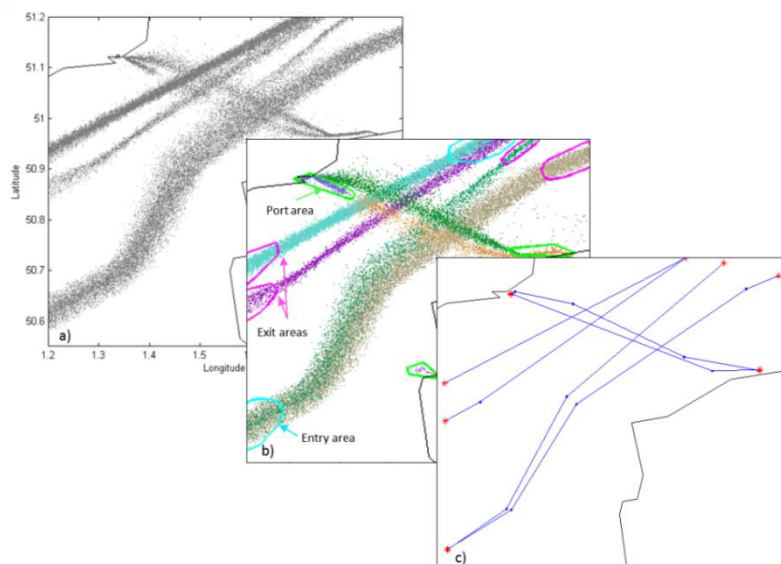 51.2
51.1
51
50.9
50.8
50.7
50.6
Latitude
a)
1.2
1.3
1.4
1.5
Longitude
Port area
Exit areas
Entry area
b)
c)